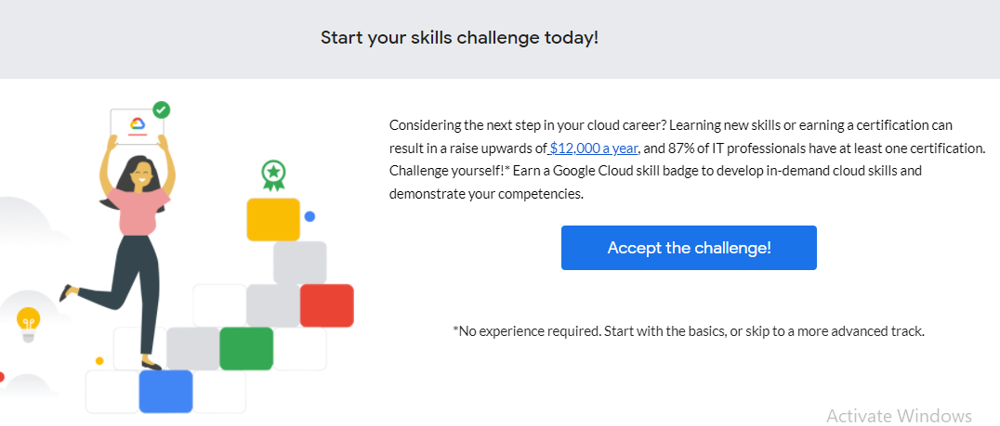 Start your skills challenge today!
Considering the next step in your cloud career? Learning new skills or earning a certification can
result in a raise upwards of $12,000 a year, and 87% of IT professionals have at least one certification.
Challenge yourself!* Earn a Google Cloud skill badge to develop in-demand cloud skills and
demonstrate your competencies.
Accept the challenge!
*No experience required. Start with the basics, or skip to a more advanced track.
Activate Windows